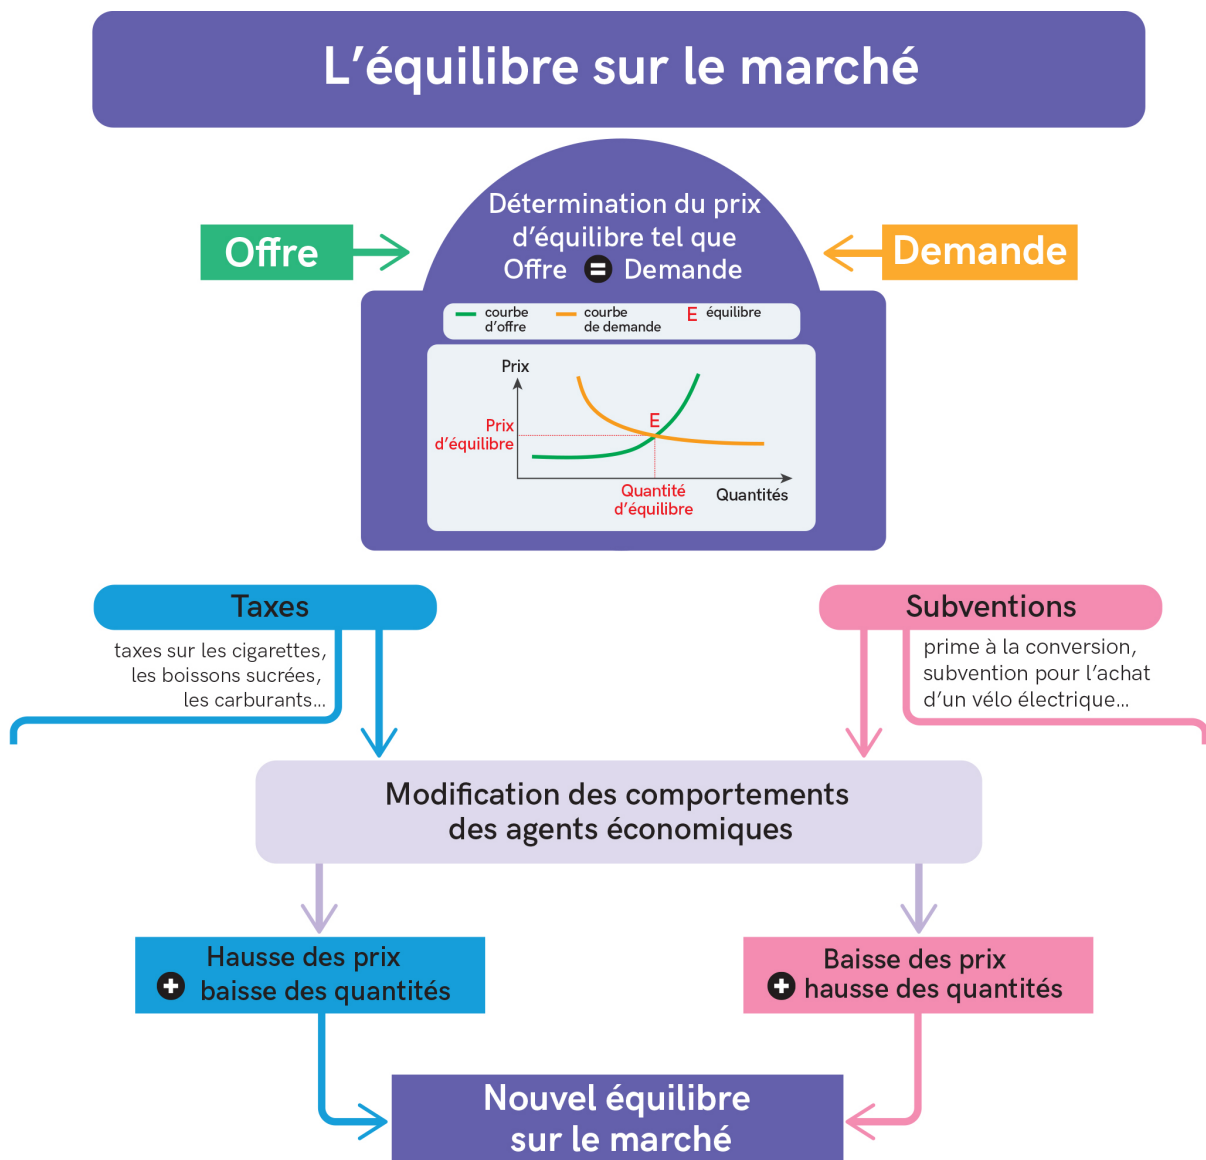 L’équilibre sur le marché
Détermination du prix
d’équilibre tel que
Offre = Demande
Offre
Demande
courbe
d’offre
courbe
de demande
E équilibre
Prix
E
Prix
d’équilibre
Quantité
d’équilibre
Quantités
Taxes
taxes sur les cigarettes,
les boissons sucrées,
les carburants…
Subventions
prime à la conversion,
subvention pour l’achat
d’un vélo électrique…
Modification des comportements
des agents économiques
Hausse des prix
+ baisse des quantités
Baisse des prix
+ hausse des quantités
Nouvel équilibre
sur le marché